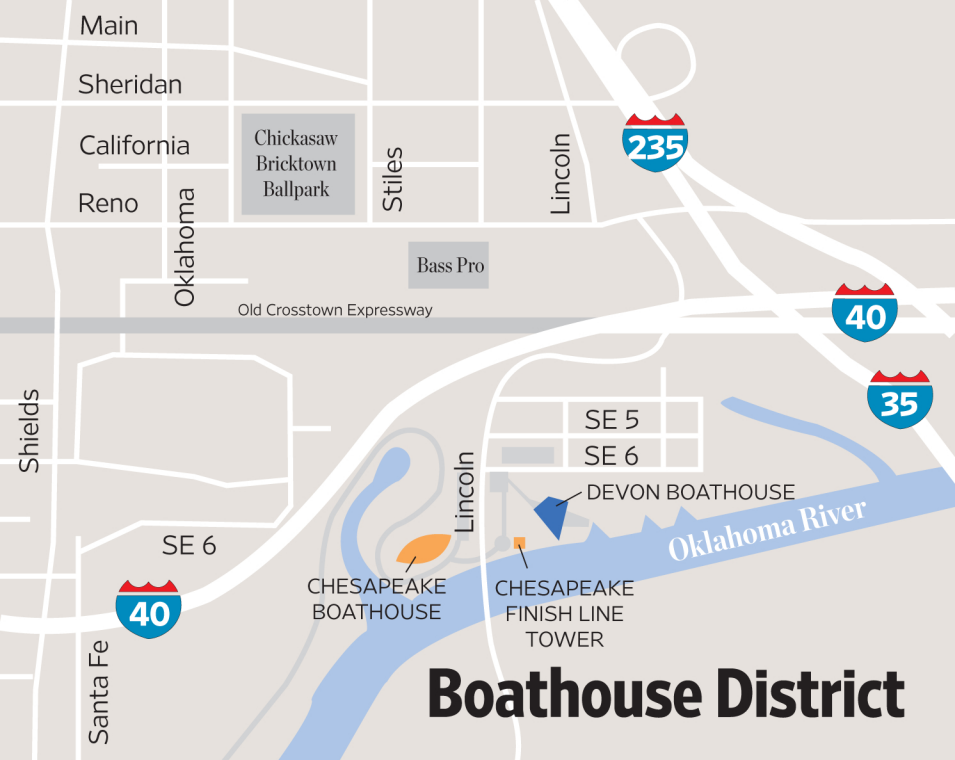 Main
Sheridan
California
Reno
Oklahoma
Chickasaw
Bricktown
Ballpark
Stiles
Lincoln
235
Bass Pro
Old Crosstown Expressway
40
35
Shields
SE 5
SE 6
Lincoln
DEVON BOATHOUSE
Oklahoma River
SE 6
40
CHESAPEAKE
BOATHOUSE
CHESAPEAKE
FINISH LINE
TOWER
Santa Fe
Boathouse District